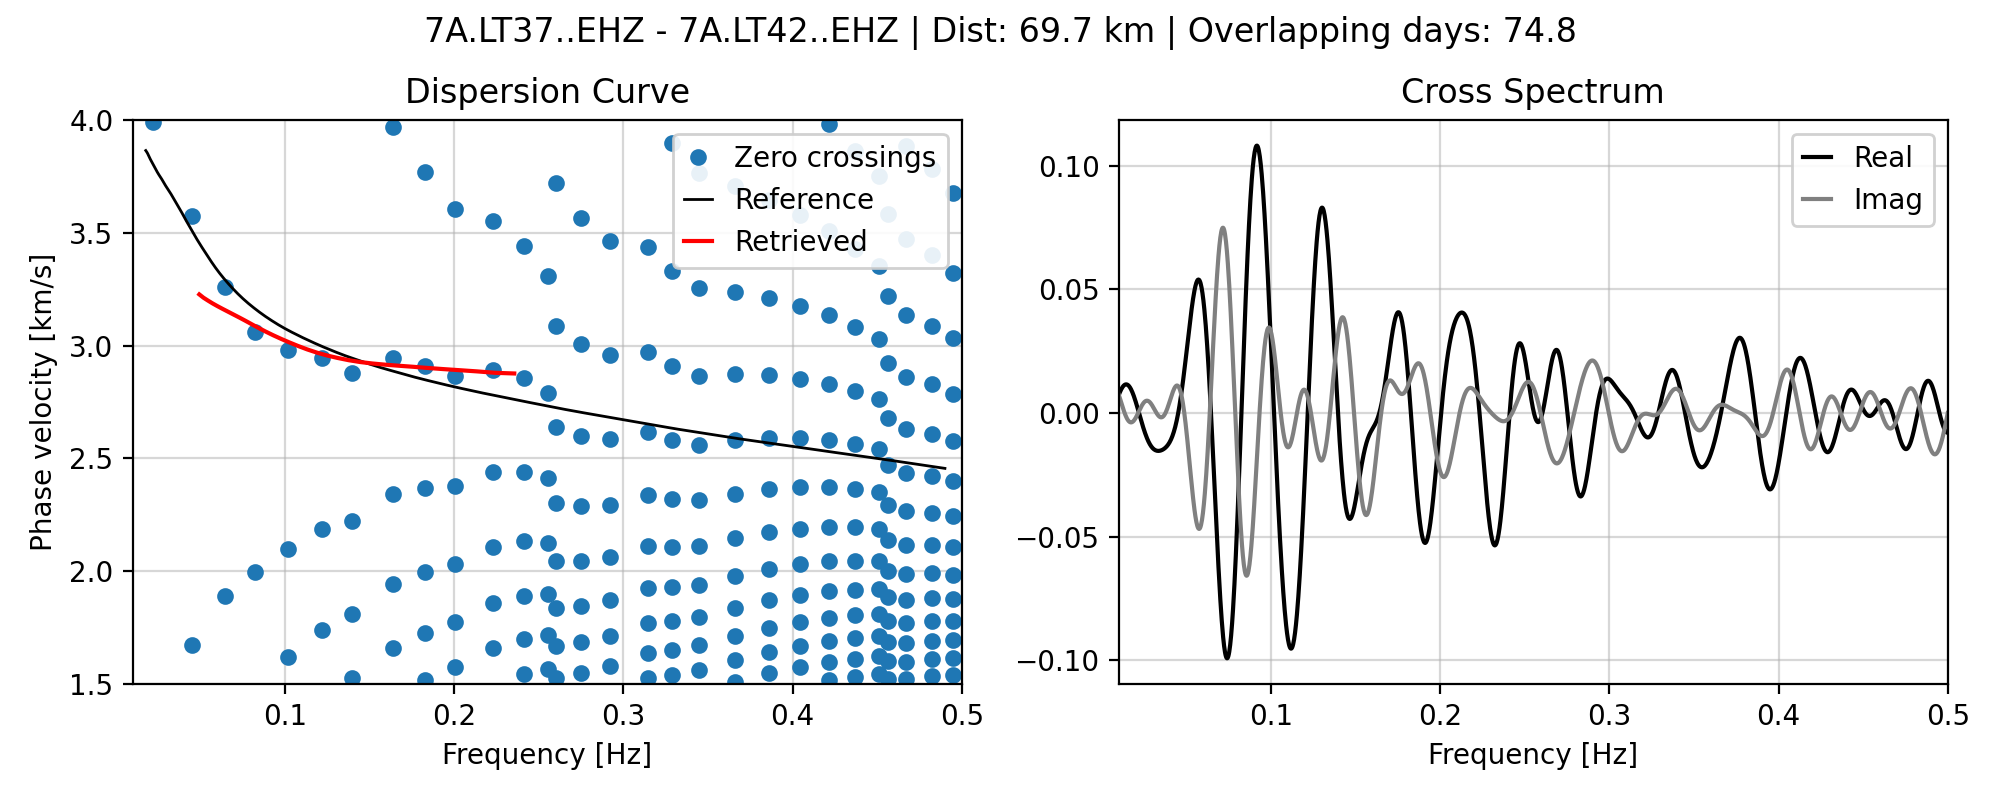 7A.LT37..EHZ - 7A.LT42..EHZ | Dist: 69.7 km | Overlapping days: 74.8
Dispersion Curve
4.0
3.5
3.0
2.5
2.0
1.5
Phase velocity [km/s]
0.1
0.2
0.3
0.4
0.5
Frequency [Hz]
Zero crossings
Reference
Retrieved
Cross Spectrum
0.10
0.05
0.00
−0.05
−0.10
0.1
0.2
0.3
0.4
0.5
Frequency [Hz]
Real
Imag